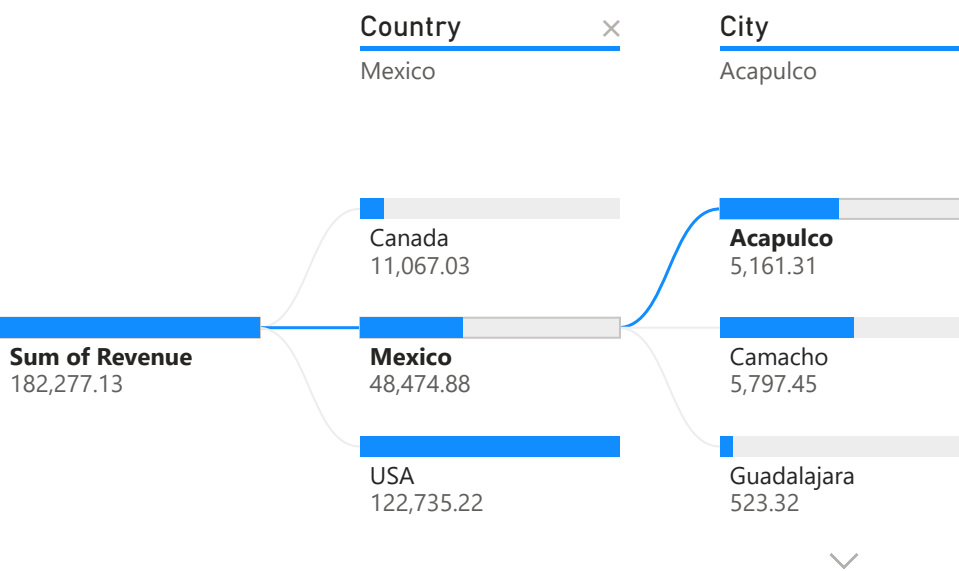 Country
City
Mexico
Acapulco
Canada
11,067.03
Acapulco
5,161.31
Sum of Revenue
182,277.13
Mexico
48,474.88
Camacho
5,797.45
USA
122,735.22
Guadalajara
523.32